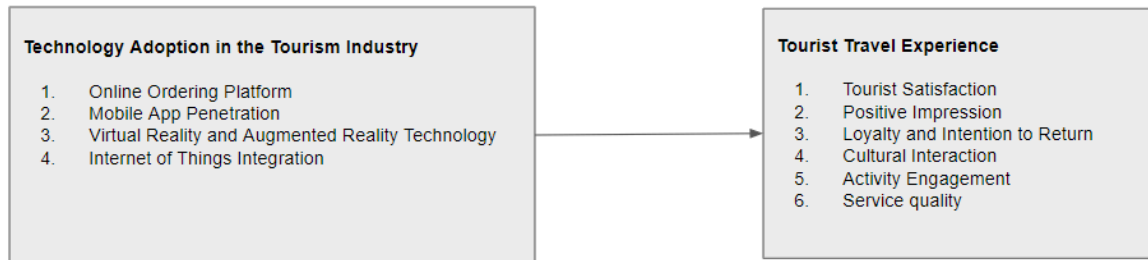 Technology Adoption in the Tourism Industry
1. Online Ordering Platform
2. Mobile App Penetration
3. Virtual Reality and Augmented Reality Technology
4. Internet of Things Integration
Tourist Travel Experience
1. Tourist Satisfaction
2. Positive Impression
3. Loyalty and Intention to Return
4. Cultural Interaction
5. Activity Engagement
6. Service quality